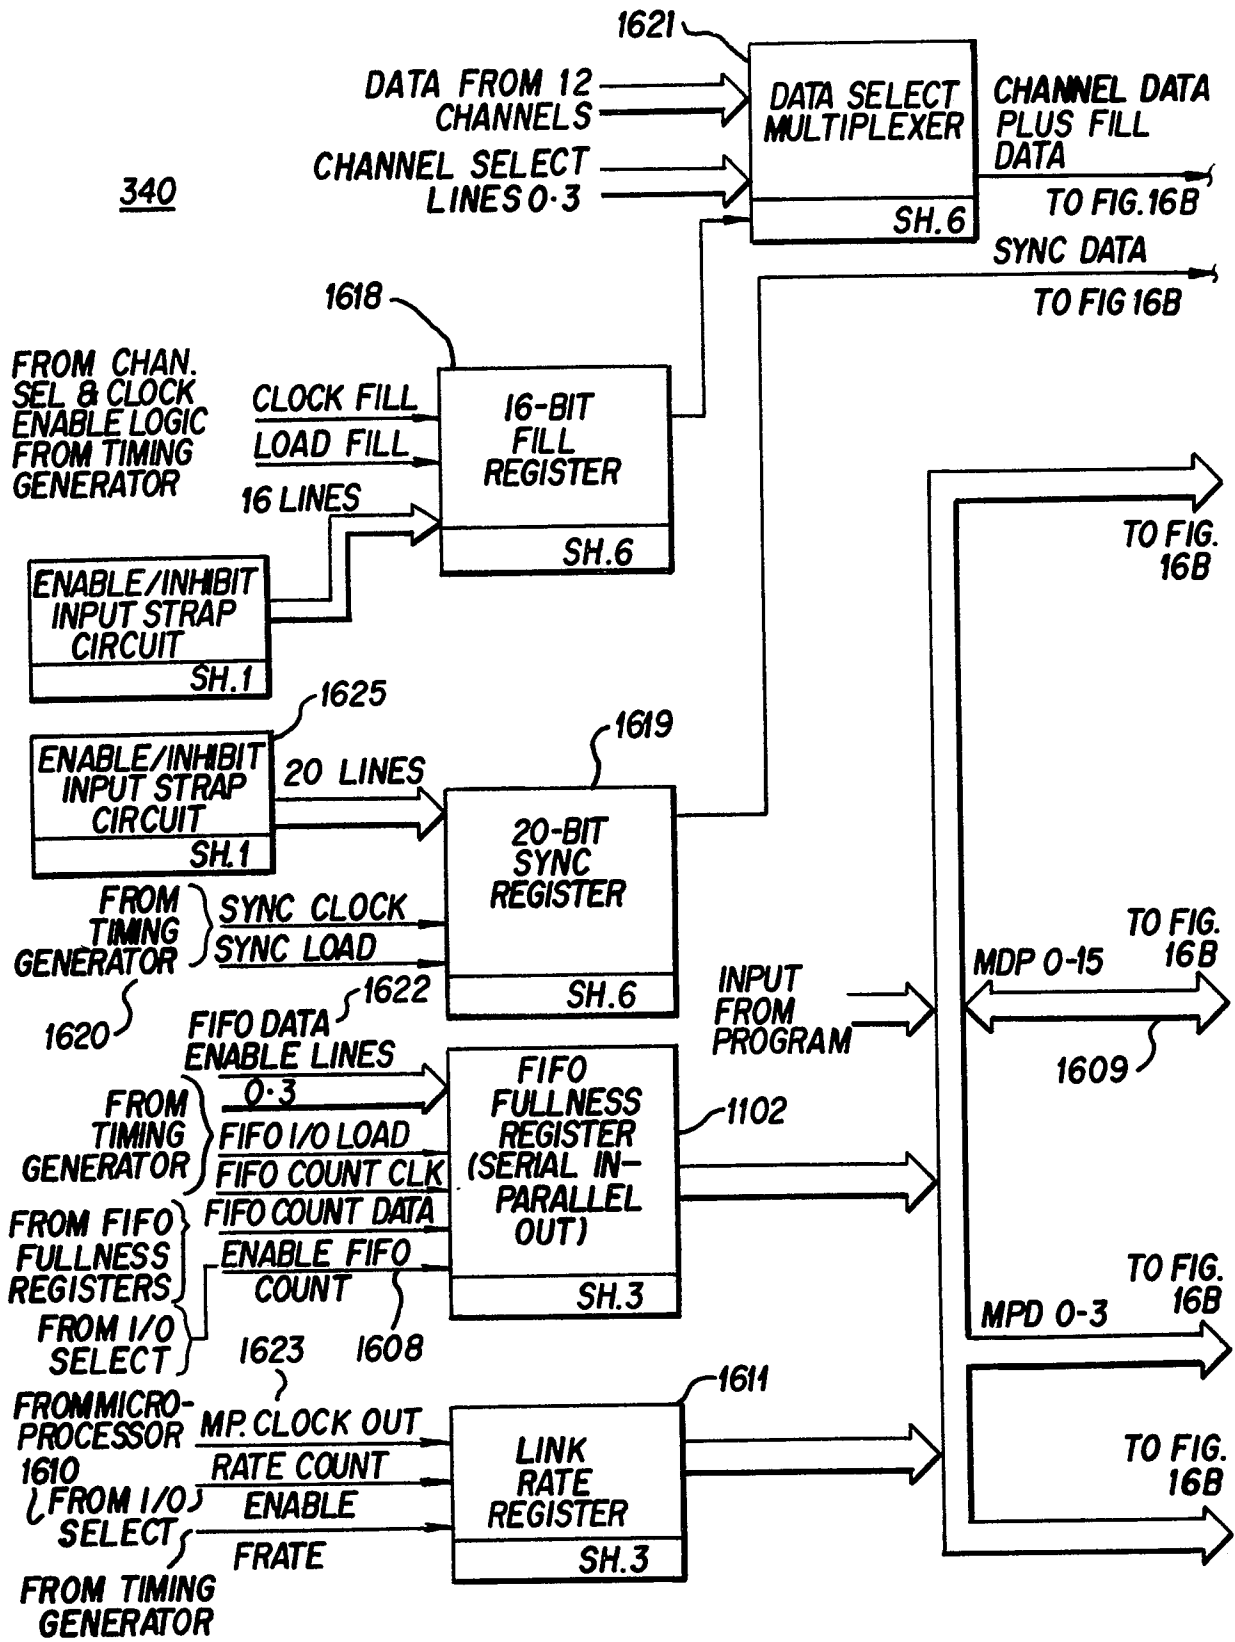 1621
DATA FROM 12
CHANNELS
CHANNEL SELECT
LINES 0·3
DATA SELECT
MULTIPLEXER
SH.6
CHANNEL DATA
PLUS FILL
DATA
TO FIG.16B
SYNC DATA
TO FIG 16B
340
1618
FROM CHAN.
SEL & CLOCK
ENABLE LOGIC
FROM TIMING
GENERATOR
CLOCK FILL
LOAD FILL
16 LINES
16-BIT
FILL
REGISTER
SH.6
TO FIG.
16B
ENABLE/INHIBIT
INPUT STRAP
CIRCUIT
SH.1
1625
ENABLE/INHIBIT
INPUT STRAP
CIRCUIT
SH.1
20 LINES
1619
20-BIT
SYNC
REGISTER
SH.6
FROM
TIMING
GENERATOR
SYNC CLOCK
SYNC LOAD
1620
1622
INPUT
FROM
PROGRAM
MDP 0-15
TO FIG.
16B
1609
FIFO DATA
ENABLE LINES
0·3
FROM
TIMING
GENERATOR
FIFO I/O LOAD
FIFO COUNT CLK
FROM FIFO
FULLNESS
REGISTERS
FIFO COUNT DATA
ENABLE FIFO
COUNT
FROM I/O
SELECT
1608
FIFO
FULLNESS
REGISTER
(SERIAL IN-
PARALLEL
OUT)
SH.3
1102
MPD 0-3
TO FIG.
16B
1623
FROM MICRO-
PROCESSOR
1610
MP. CLOCK OUT
RATE COUNT
ENABLE
FROM I/O
SELECT
FRATE
FROM TIMING
GENERATOR
1611
LINK
RATE
REGISTER
SH.3
TO FIG.
16B